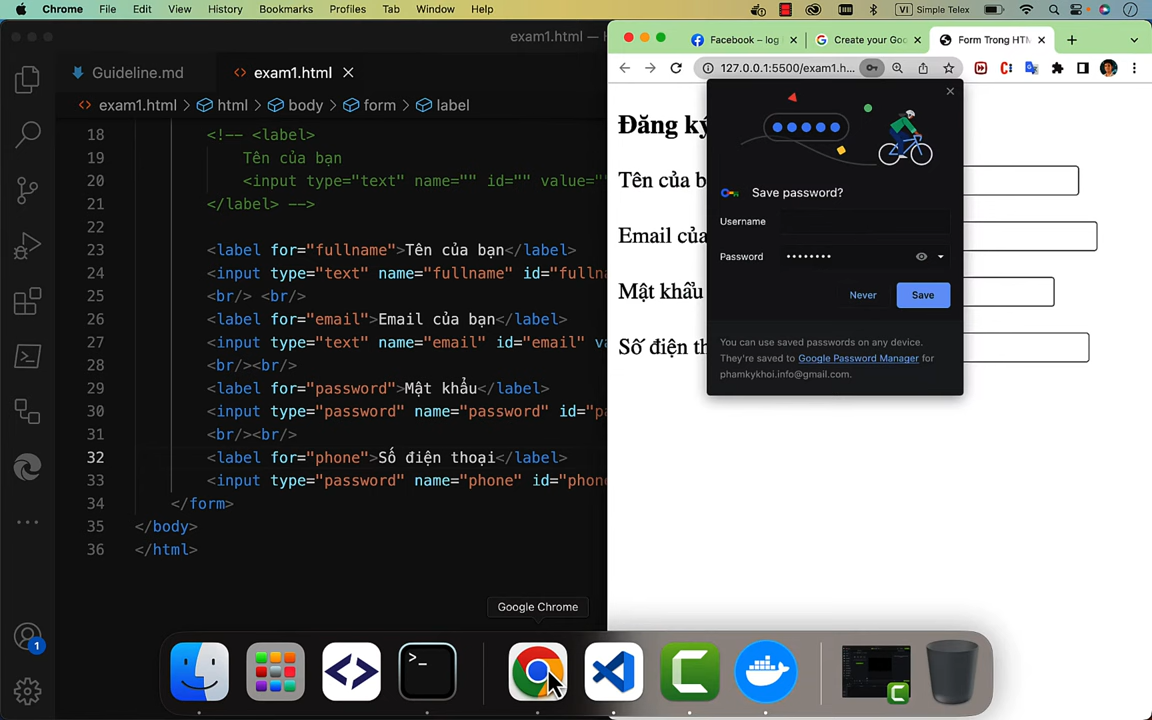 Chrome File Edit View History Bookmarks Profiles Tab Window Help
VI Simple Telex
exam1.html —
Guideline.md
<> exam1.html
<> exam1.html > html > body > form > label
18 <!-- <label>
19 Tên của bạn
20 <input type="text" name="" id="" value=""
21 </label> -->
22
23 <label for="fullname">Tên của bạn</label>
24 <input type="text" name="fullname" id="fulln
25 <br/> <br/>
26 <label for="email">Email của bạn</label>
27 <input type="text" name="email" id="email" va
28 <br/><br/>
29 <label for="password">Mật khẩu</label>
30 <input type="password" name="password" id="pa
31 <br/><br/>
32 <label for="phone">Số điện thoại</label>
33 <input type="password" name="phone" id="phone
34 </form>
35 </body>
36 </html>
1
Facebook – log
Create your Goo
Form Trong HTM
127.0.0.1:5500/exam1.h...
Đăng ký
Tên của b
Email của
Mật khẩu
Số điện th
Save password?
Username
Password ••••••••
Never
Save
You can use saved passwords on any device.
They're saved to Google Password Manager for
phamkykhoi.info@gmail.com.
Google Chrome